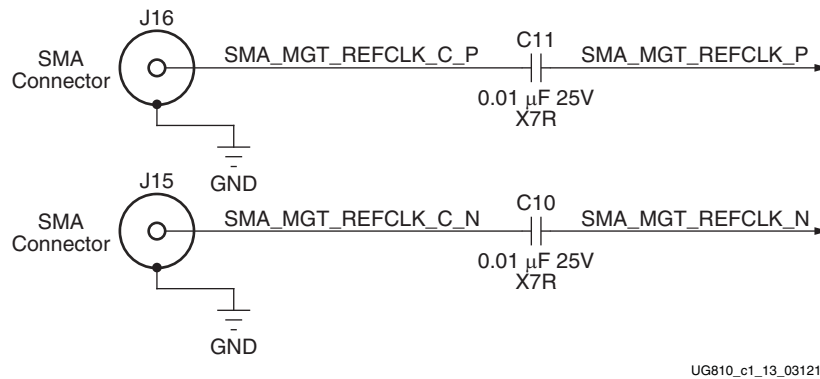 J16
SMA
Connector
SMA_MGT_REFCLK_C_P
C11
SMA_MGT_REFCLK_P
0.01 μF 25V
X7R
GND
J15
SMA
Connector
SMA_MGT_REFCLK_C_N
C10
SMA_MGT_REFCLK_N
0.01 μF 25V
X7R
GND
UG810_c1_13_03121